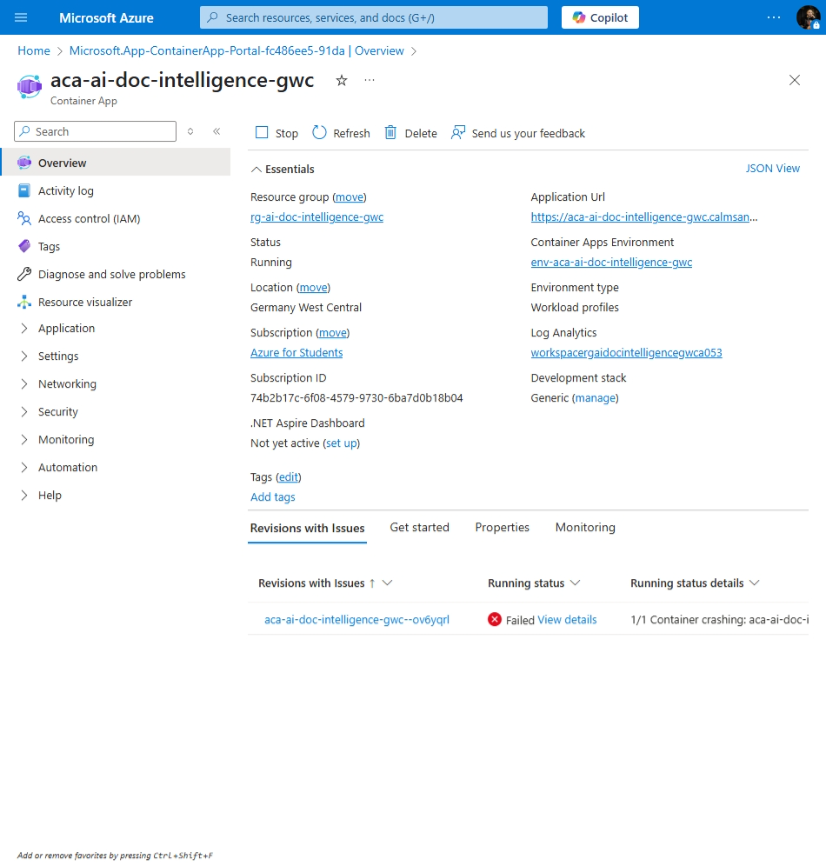 Microsoft Azure
Search resources, services, and docs (G+/)
Copilot
Home > Microsoft.App-ContainerApp-Portal-fc486ee5-91da | Overview >
aca-ai-doc-intelligence-gwc
Container App
Search
Stop Refresh Delete Send us your feedback
Overview
Activity log
Access control (IAM)
Tags
Diagnose and solve problems
Resource visualizer
Application
Settings
Networking
Security
Monitoring
Automation
Help
Essentials
JSON View
Resource group (move)
rg-ai-doc-intelligence-gwc
Status
Running
Location (move)
Germany West Central
Subscription (move)
Azure for Students
Subscription ID
74b2b17c-6f08-4579-9730-6ba7d0b18b04
.NET Aspire Dashboard
Not yet active (set up)
Tags (edit)
Add tags
Application Url
https://aca-ai-doc-intelligence-gwc.calmsan...
Container Apps Environment
env-aca-ai-doc-intelligence-gwc
Environment type
Workload profiles
Log Analytics
workspacergaidocintelligencegwca053
Development stack
Generic (manage)
Revisions with Issues Get started Properties Monitoring
Revisions with Issues ↑ Running status Running status details
aca-ai-doc-intelligence-gwc--ov6yqrl Failed View details 1/1 Container crashing: aca-ai-doc-i
Add or remove favorites by pressing Ctrl+Shift+F